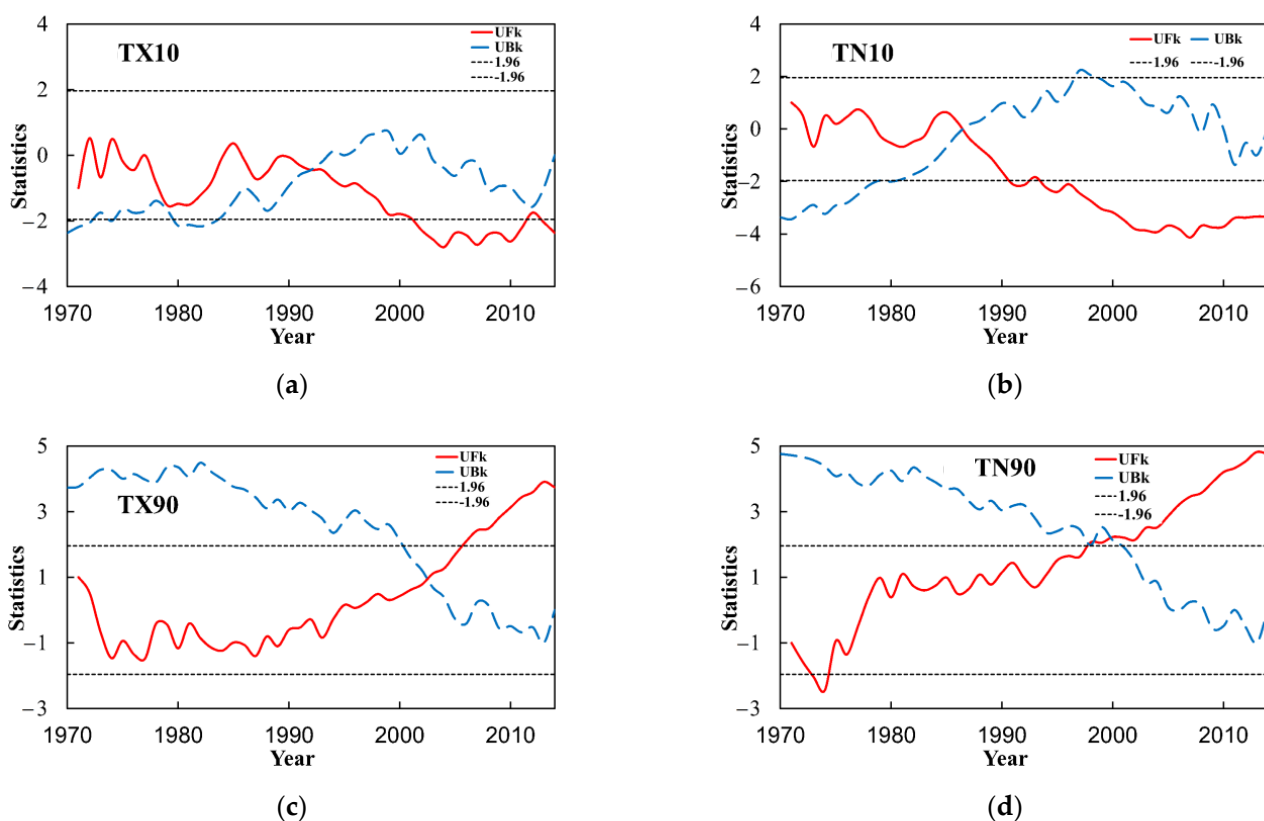 4
2
0
−2
−4
Statistics
TX10
UFk
UBk
1.96
-1.96
1970
1980
1990
2000
2010
Year
(a)
4
2
0
−2
−4
−6
Statistics
TN10
UFk UBk
1.96 -1.96
1970
1980
1990
2000
2010
Year
(b)
5
3
1
−1
−3
Statistics
TX90
UFk
UBk
1.96
-1.96
1970
1980
1990
2000
2010
Year
(c)
5
3
1
−1
−3
Statistics
TN90
UFk
UBk
1.96
-1.96
1970
1980
1990
2000
2010
Year
(d)